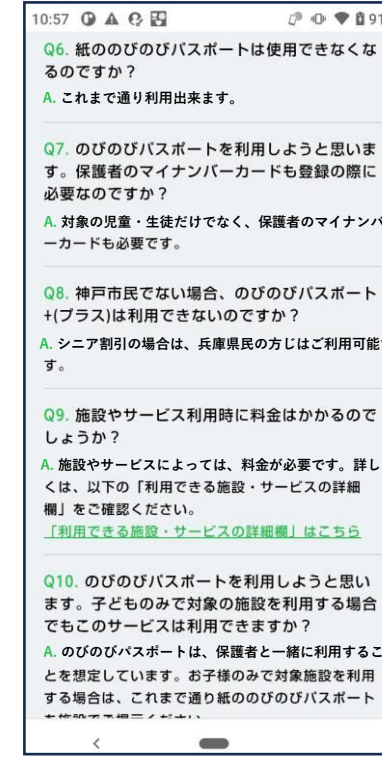 10:57
91
Q6. 紙ののびのびパスポートは使用できなくな
るのですか？
A. これまで通り利用出来ます。
Q7. のびのびパスポートを利用しようと思いま
す。保護者のマイナンバーカードも登録の際に
必要なのですか？
A. 対象の児童・生徒だけでなく、保護者のマイナンバ
ーカードも必要です。
Q8. 神戸市民でない場合、のびのびパスポート
+(プラス)は利用できないのですか？
A. シニア割引の場合は、兵庫県民の方じはご利用可能
す。
Q9. 施設やサービス利用時に料金はかかるので
しょうか？
A. 施設やサービスによっては、料金が必要です。詳し
くは、以下の「利用できる施設・サービスの詳細
欄」をご確認ください。
「利用できる施設・サービスの詳細欄」はこちら
Q10. のびのびパスポートを利用しようと思い
ます。子どものみで対象の施設を利用する場合
でもこのサービスは利用できますか？
A. のびのびパスポートは、保護者と一緒に利用するこ
とを想定しています。お子様のみで対象施設を利用
する場合は、これまで通り紙ののびのびパスポート